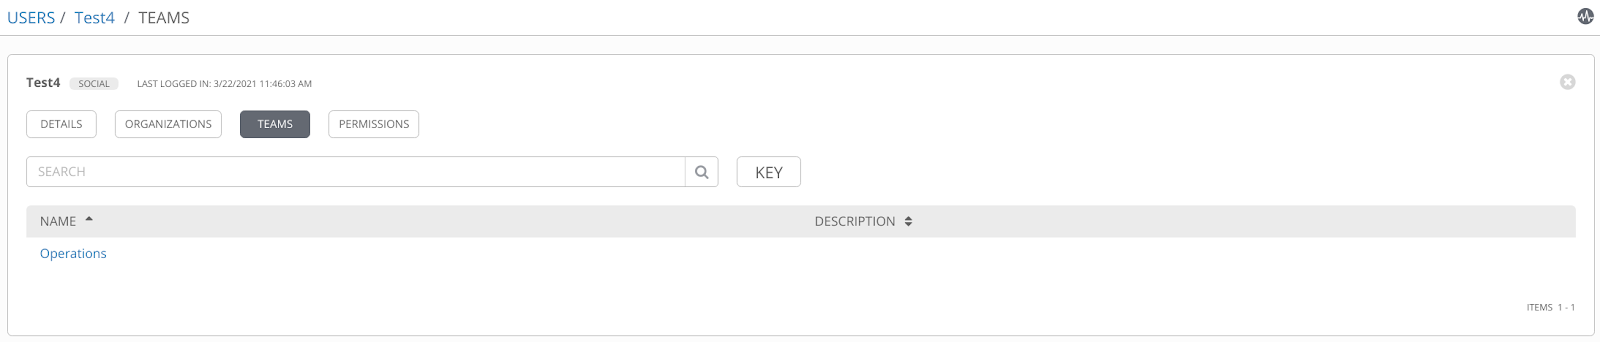 USERS / Test4 / TEAMS
Test4 SOCIAL LAST LOGGED IN: 3/22/2021 11:46:03 AM
DETAILS ORGANIZATIONS TEAMS PERMISSIONS
SEARCH KEY
NAME DESCRIPTION
Operations
ITEMS 1 - 1